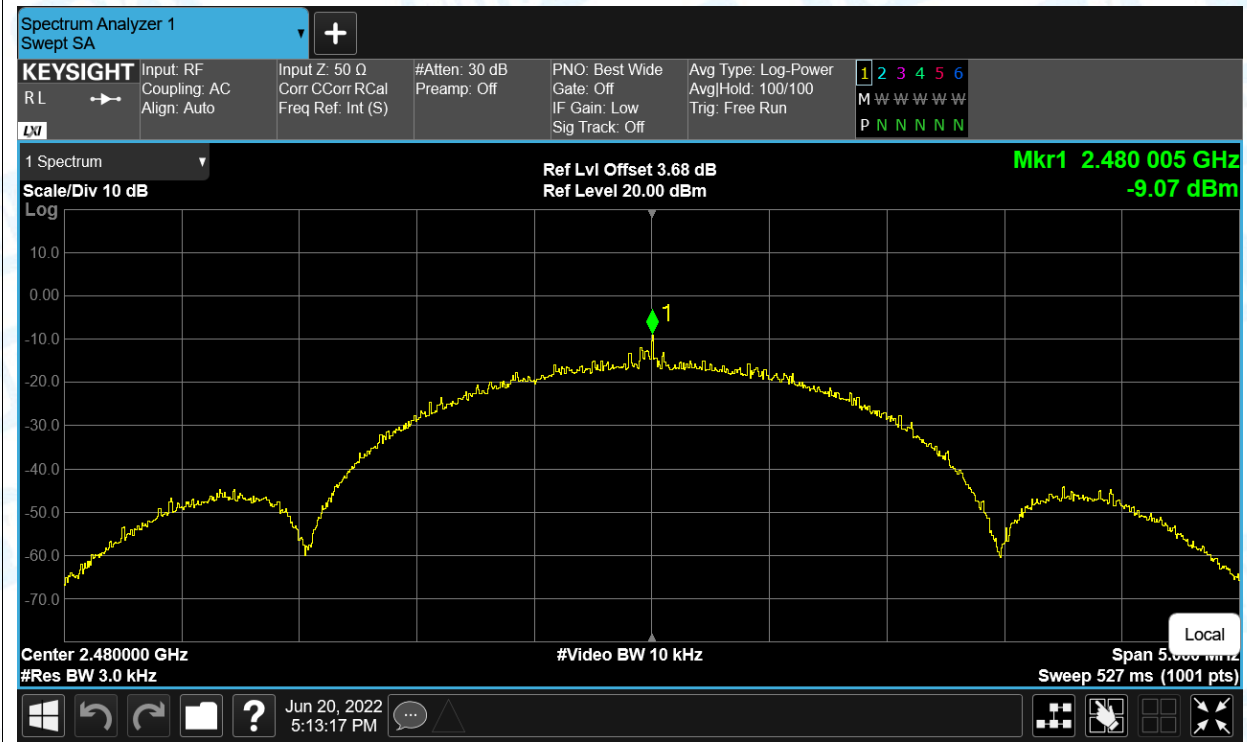 Spectrum Analyzer 1
Swept SA
KEYSIGHT
R L
LXI
Input: RF
Coupling: AC
Align: Auto
Input Z: 50 Ω
Corr CCorr RCal
Freq Ref: Int (S)
#Atten: 30 dB
Preamp: Off
PNO: Best Wide
Gate: Off
IF Gain: Low
Sig Track: Off
Avg Type: Log-Power
Avg|Hold: 100/100
Trig: Free Run
1 2 3 4 5 6
M W W W W W W
P N N N N N N
1 Spectrum
Scale/Div 10 dB
Log
Ref Lvl Offset 3.68 dB
Ref Level 20.00 dBm
Mkr1 2.480 005 GHz
-9.07 dBm
10.0
0.00
-10.0
-20.0
-30.0
-40.0
-50.0
-60.0
-70.0
1
Local
Center 2.480000 GHz
#Video BW 10 kHz
Span
#Res BW 3.0 kHz
Sweep 527 ms (1001 pts)
?
Jun 20, 2022
5:13:17 PM